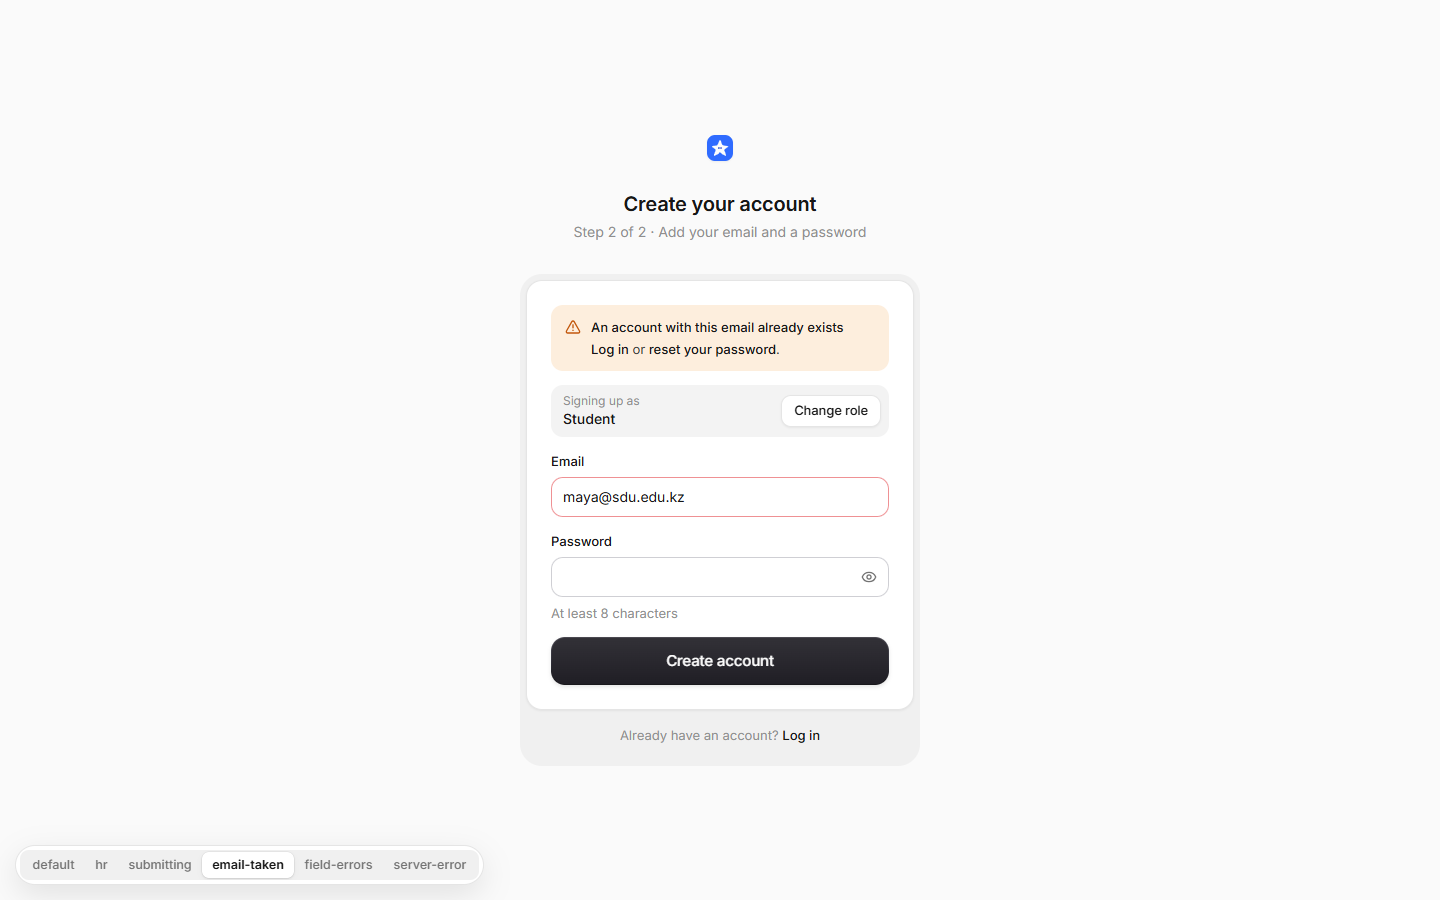 Create your account
Step 2 of 2 · Add your email and a password
An account with this email already exists
Log in or reset your password.
Signing up as
Student
Change role
Email
maya@sdu.edu.kz
Password
At least 8 characters
Create account
Already have an account? Log in
default hr submitting email-taken field-errors server-error